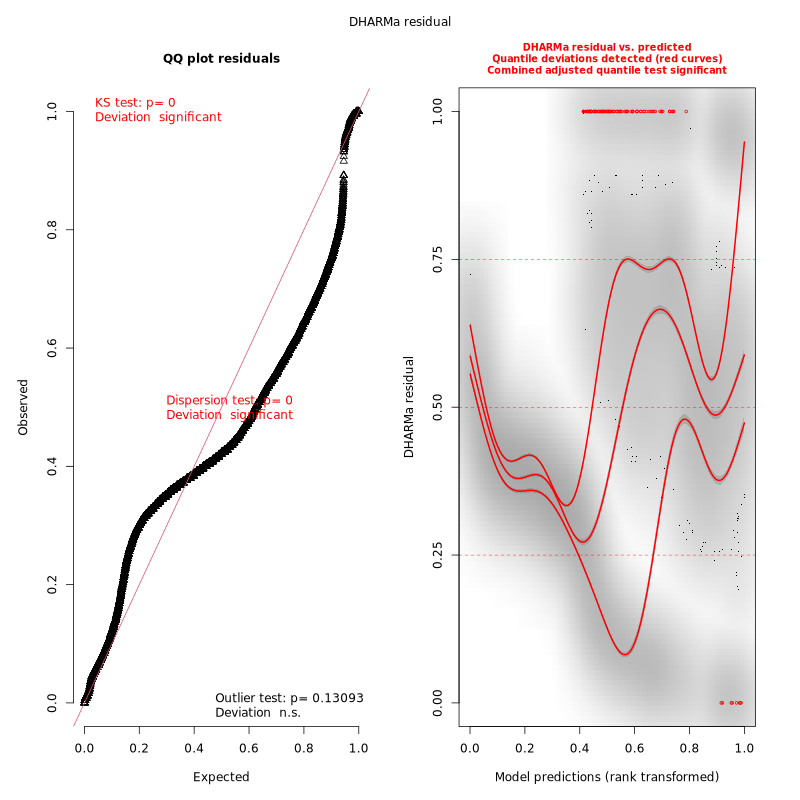 DHARMa residual
QQ plot residuals
KS test: p= 0
Deviation  significant
Dispersion test: p= 0
Deviation  significant
Outlier test: p= 0.13093
Deviation  n.s.
Observed
0.0 0.2 0.4 0.6 0.8 1.0
0.0 0.2 0.4 0.6 0.8 1.0
Expected
DHARMa residual vs. predicted
Quantile deviations detected (red curves)
Combined adjusted quantile test significant
DHARMa residual
0.00 0.25 0.50 0.75 1.00
0.0 0.2 0.4 0.6 0.8 1.0
Model predictions (rank transformed)